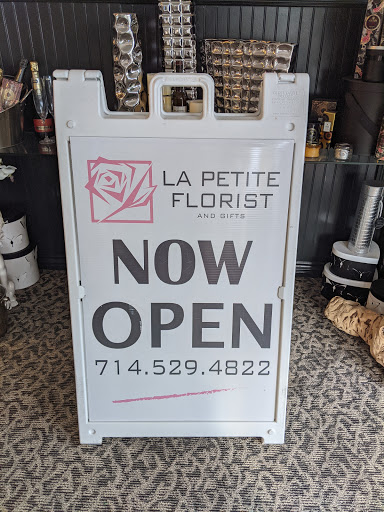 LA PETITE
FLORIST
AND GIFTS
NOW
OPEN
714.529.4822